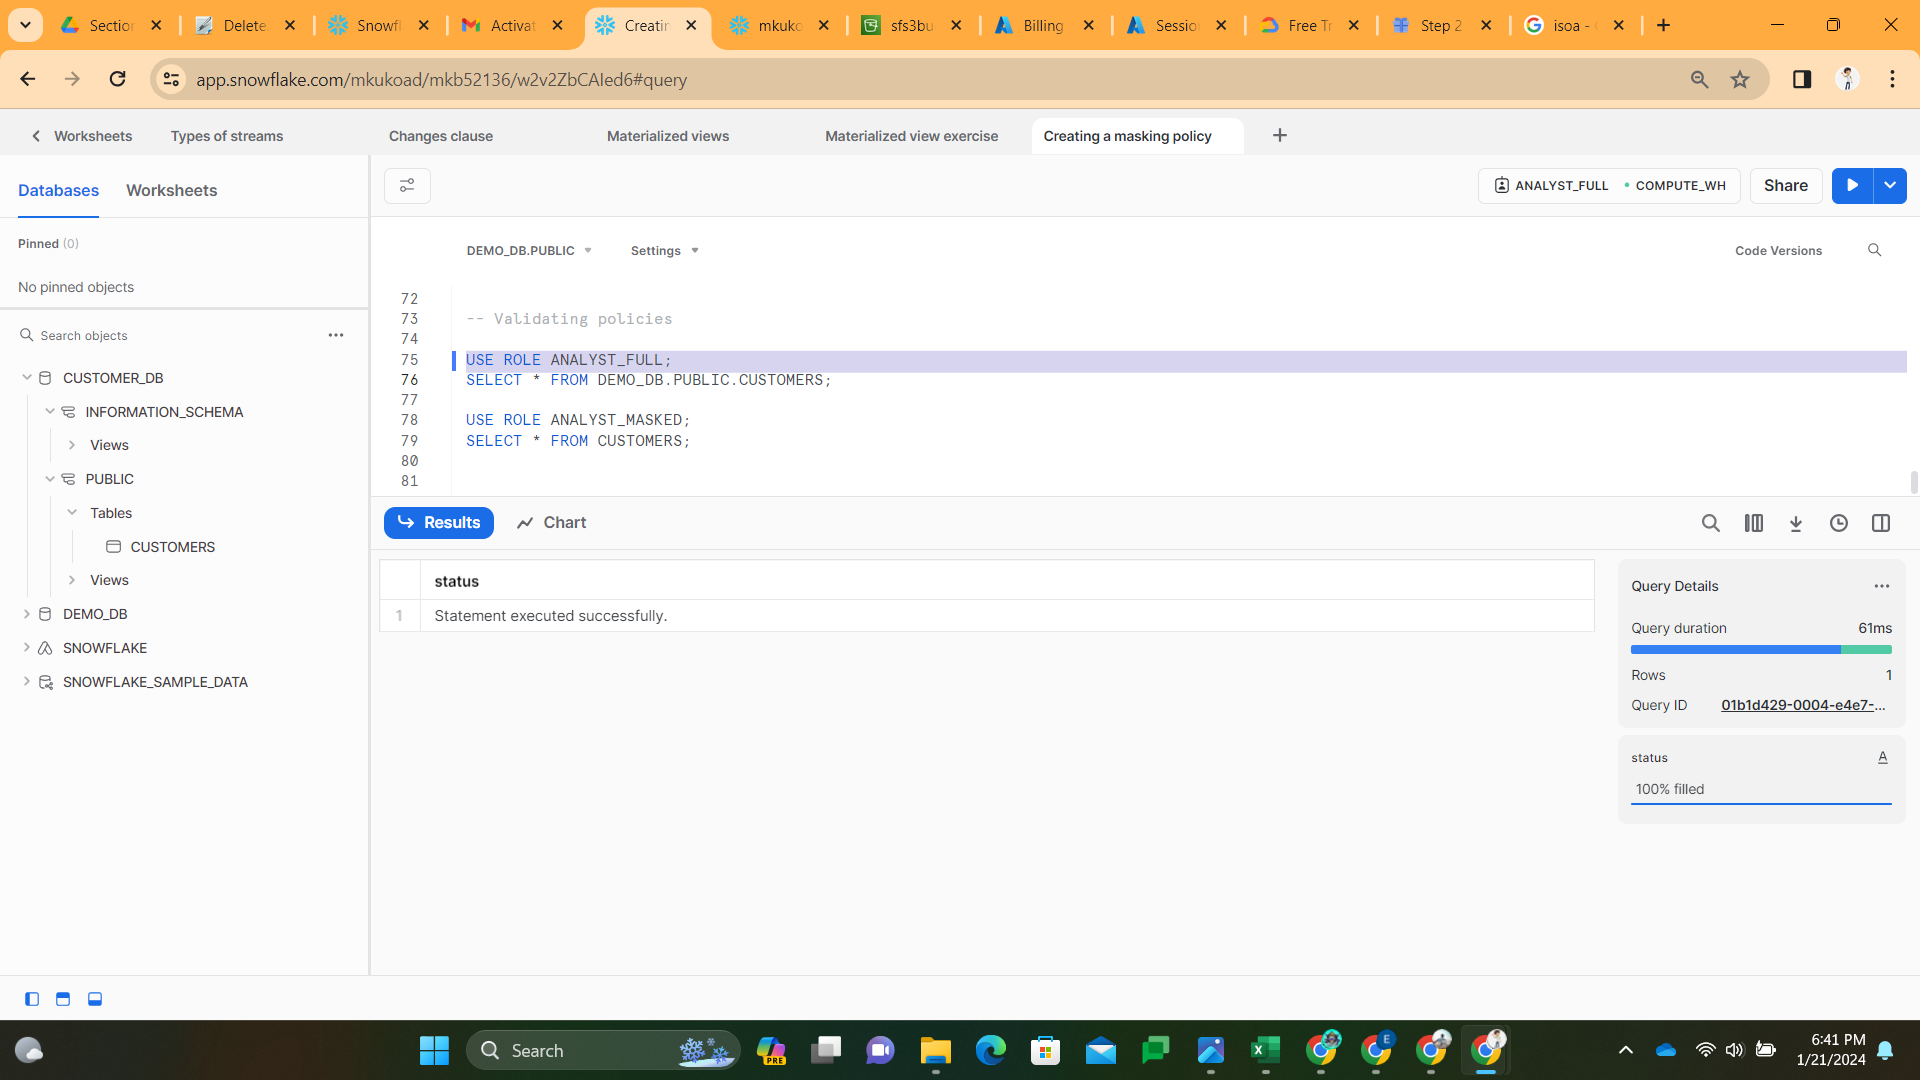 Section
Delete
Snowfl
Activat
Creatin
mkuko
sfs3bu
Billing
Sessio
Free Tr
Step 2
isoa -
app.snowflake.com/mkukoad/mkb52136/w2v2ZbCAIed6#query
Worksheets
Types of streams
Changes clause
Materialized views
Materialized view exercise
Creating a masking policy
Databases
Worksheets
ANALYST_FULL
COMPUTE_WH
Share
Pinned (0)
No pinned objects
DEMO_DB.PUBLIC
Settings
Code Versions
Search objects
CUSTOMER_DB
INFORMATION_SCHEMA
Views
PUBLIC
Tables
CUSTOMERS
Views
DEMO_DB
SNOWFLAKE
SNOWFLAKE_SAMPLE_DATA
72
73 -- Validating policies
74
75 USE ROLE ANALYST_FULL;
76 SELECT * FROM DEMO_DB.PUBLIC.CUSTOMERS;
77
78 USE ROLE ANALYST_MASKED;
79 SELECT * FROM CUSTOMERS;
80
81
Results
Chart
status
1 Statement executed successfully.
Query Details
Query duration 61ms
Rows 1
Query ID 01b1d429-0004-e4e7-...
status A
100% filled
Search
PRE
E
6:41 PM
1/21/2024